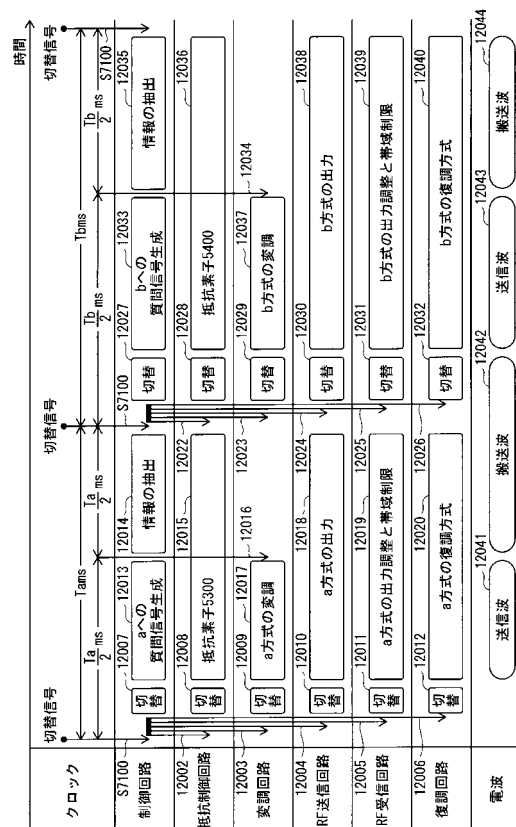 時間
クロック
切替信号
切替信号
切替信号
Tams
Tbms
Ta/2 ms
Ta/2 ms
Tb/2 ms
Tb/2 ms
S7100
S7100
S7100
制御回路
切替
12007
aへの
質問信号生成
12013
情報の抽出
12014
切替
12027
bへの
質問信号生成
12033
情報の抽出
12035
12002
抵抗制御回路
切替
12008
抵抗素子5300
12015
12022
切替
12028
抵抗素子5400
12036
12003
変調回路
切替
12009
a方式の変調
12017
12016
12023
切替
12029
b方式の変調
12037
12034
12004
RF送信回路
切替
12010
a方式の出力
12018
12024
切替
12030
b方式の出力
12038
12005
RF受信回路
切替
12011
a方式の出力調整と帯域制限
12019
12025
切替
12031
b方式の出力調整と帯域制限
12039
12006
復調回路
切替
12012
a方式の復調方式
12020
12026
切替
12032
b方式の復調方式
12040
電波
送信波
12041
搬送波
12042
送信波
12043
搬送波
12044